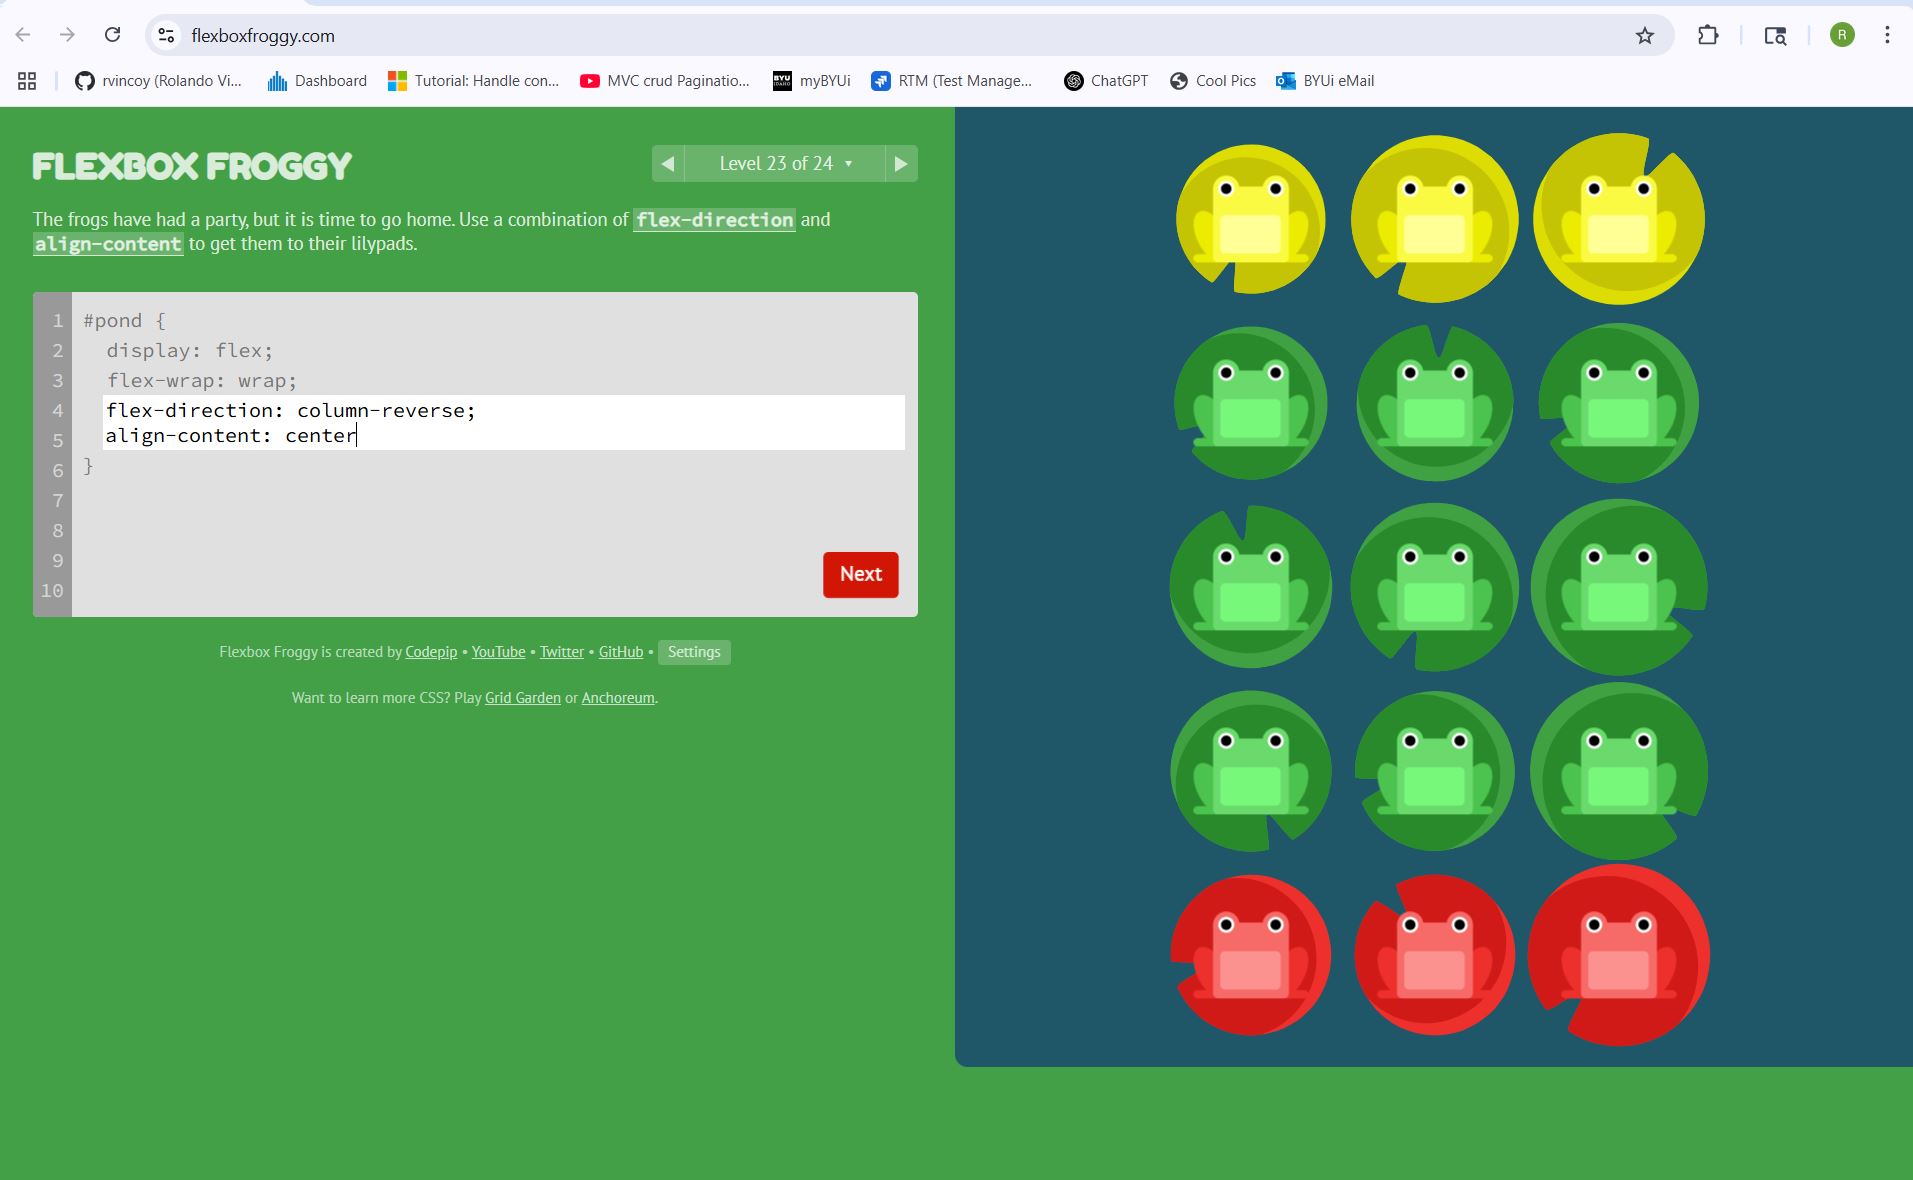 flexboxfroggy.com
R
rvincoy (Rolando Vi...
Dashboard
Tutorial: Handle con...
MVC crud Paginatio...
BYU
IDAHO
myBYUi
RTM (Test Manage...
ChatGPT
Cool Pics
BYUi eMail
FLEXBOX FROGGY
Level 23 of 24
The frogs have had a party, but it is time to go home. Use a combination of flex-direction and
align-content to get them to their lilypads.
1 #pond {
2 display: flex;
3 flex-wrap: wrap;
4 flex-direction: column-reverse;
5 align-content: center
6 }
7
8
9
10
Next
Flexbox Froggy is created by Codepip • YouTube • Twitter • GitHub • Settings
Want to learn more CSS? Play Grid Garden or Anchoreum.